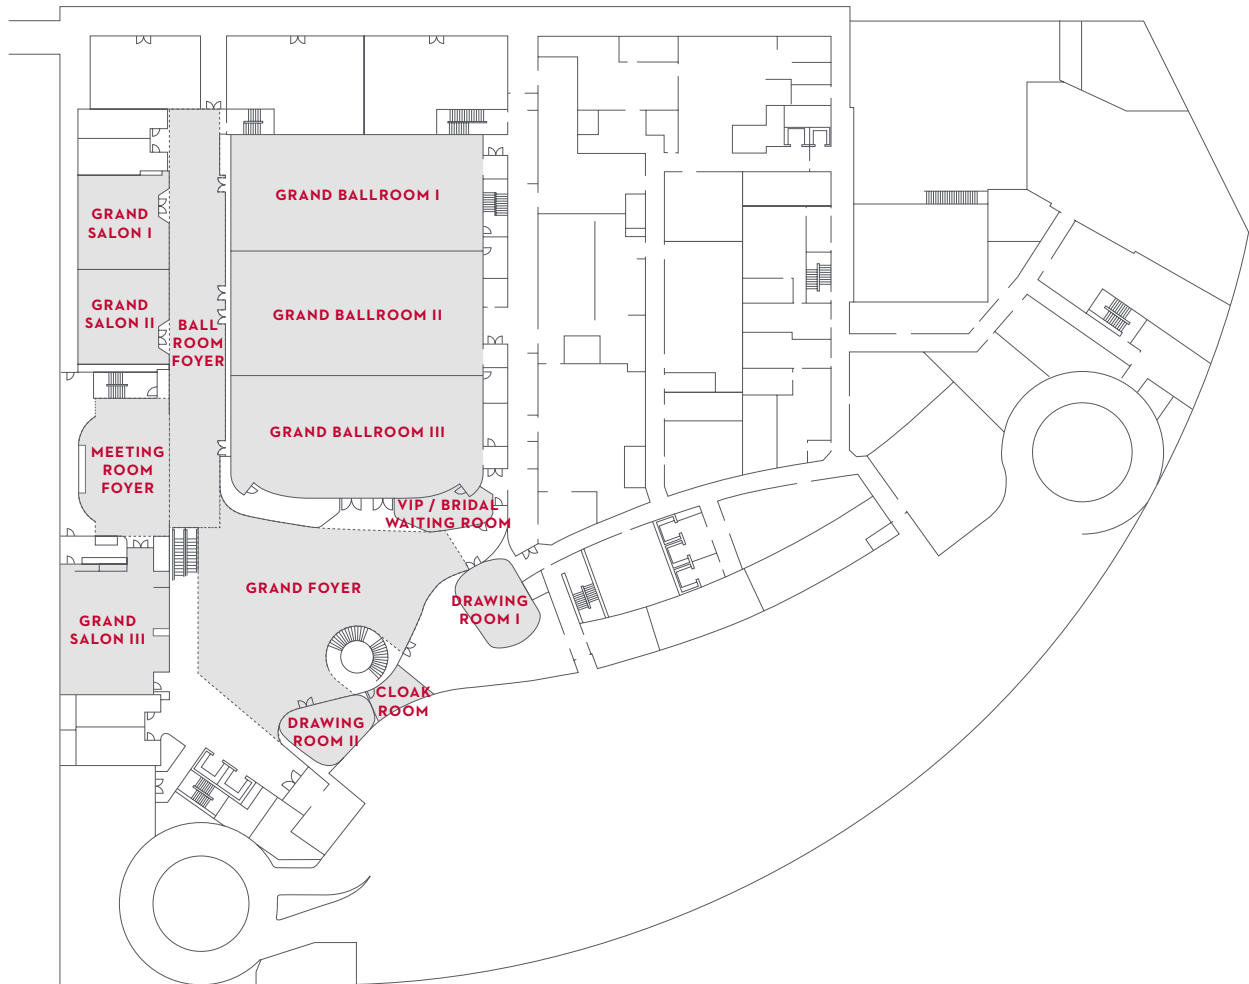 GRAND BALLROOM I
GRAND
SALON I
GRAND
SALON II
BALL
ROOM
FOYER
GRAND BALLROOM II
GRAND BALLROOM III
MEETING
ROOM
FOYER
VIP / BRIDAL
WAITING ROOM
GRAND FOYER
DRAWING
ROOM I
GRAND
SALON III
CLOAK
ROOM
DRAWING
ROOM II